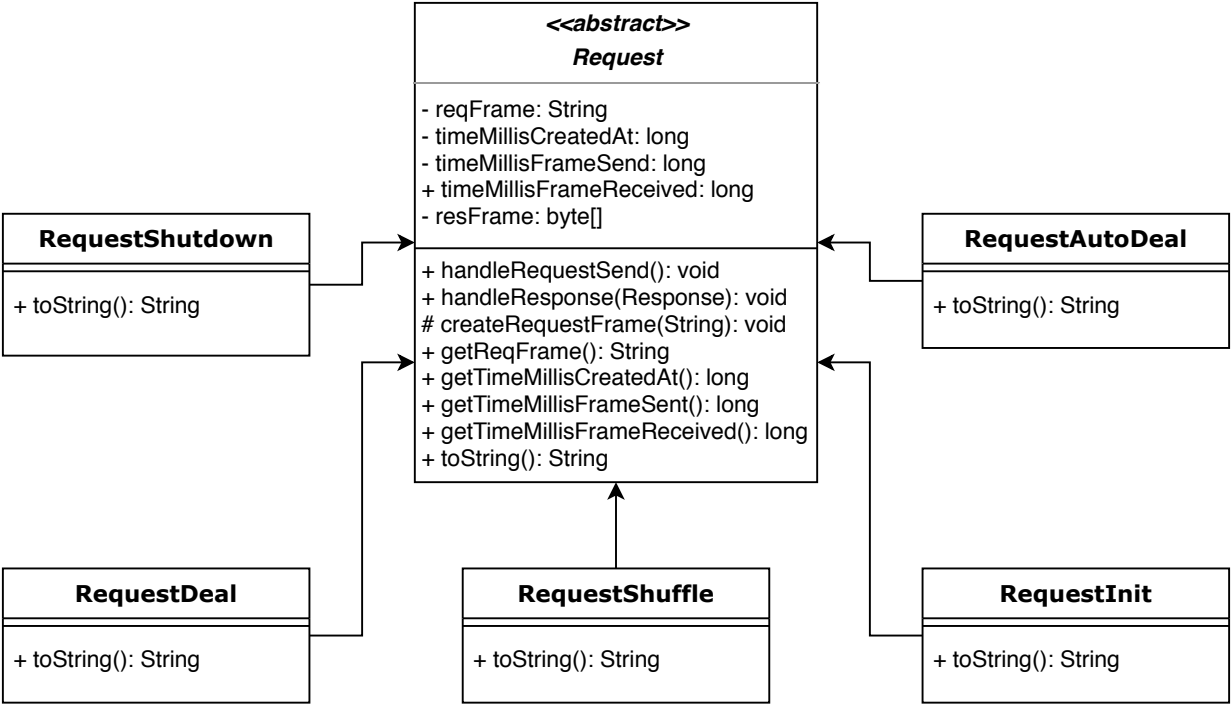 <<abstract>>
Request
- reqFrame: String
- timeMillisCreatedAt: long
- timeMillisFrameSend: long
+ timeMillisFrameReceived: long
- resFrame: byte[]
+ handleRequestSend(): void
+ handleResponse(Response): void
# createRequestFrame(String): void
+ getReqFrame(): String
+ getTimeMillisCreatedAt(): long
+ getTimeMillisFrameSent(): long
+ getTimeMillisFrameReceived(): long
+ toString(): String
RequestShutdown
+ toString(): String
RequestAutoDeal
+ toString(): String
RequestDeal
+ toString(): String
RequestShuffle
+ toString(): String
RequestInit
+ toString(): String